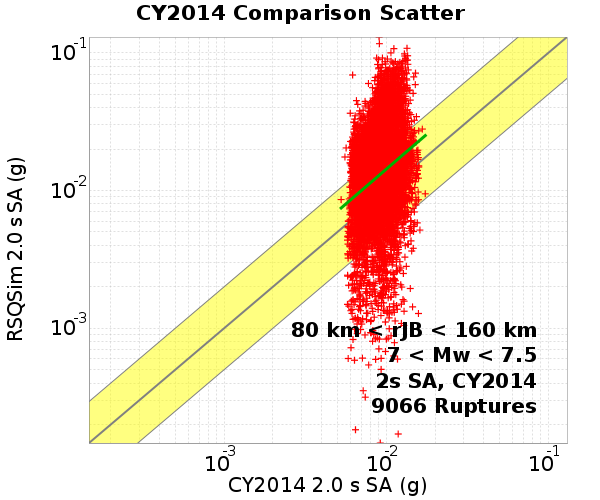 CY2014 Comparison Scatter
10-1
10-2
10-3
RSQSim 2.0 s SA (g)
80 km < rJB < 160 km
7 < Mw < 7.5
2s SA, CY2014
9066 Ruptures
10-3
10-2
10-1
CY2014 2.0 s SA (g)